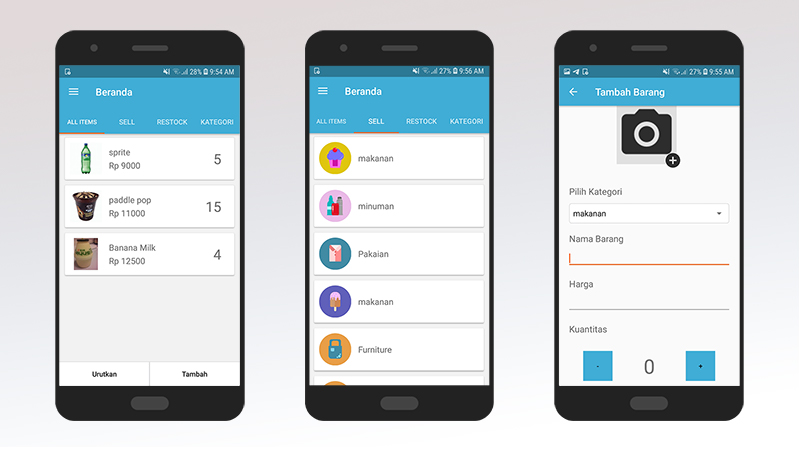 28% 9:54 AM
Beranda
ALL ITEMS SELL RESTOCK KATEGORI
sprite
Rp 9000
5
paddle pop
Rp 11000
15
Banana Milk
Rp 12500
4
Urutkan Tambah
27% 9:56 AM
Beranda
ALL ITEMS SELL RESTOCK KATEGORI
makanan
minuman
Pakaian
makanan
Furniture
27% 9:55 AM
Tambah Barang
Pilih Kategori
makanan
Nama Barang
Harga
Kuantitas
- 0 +